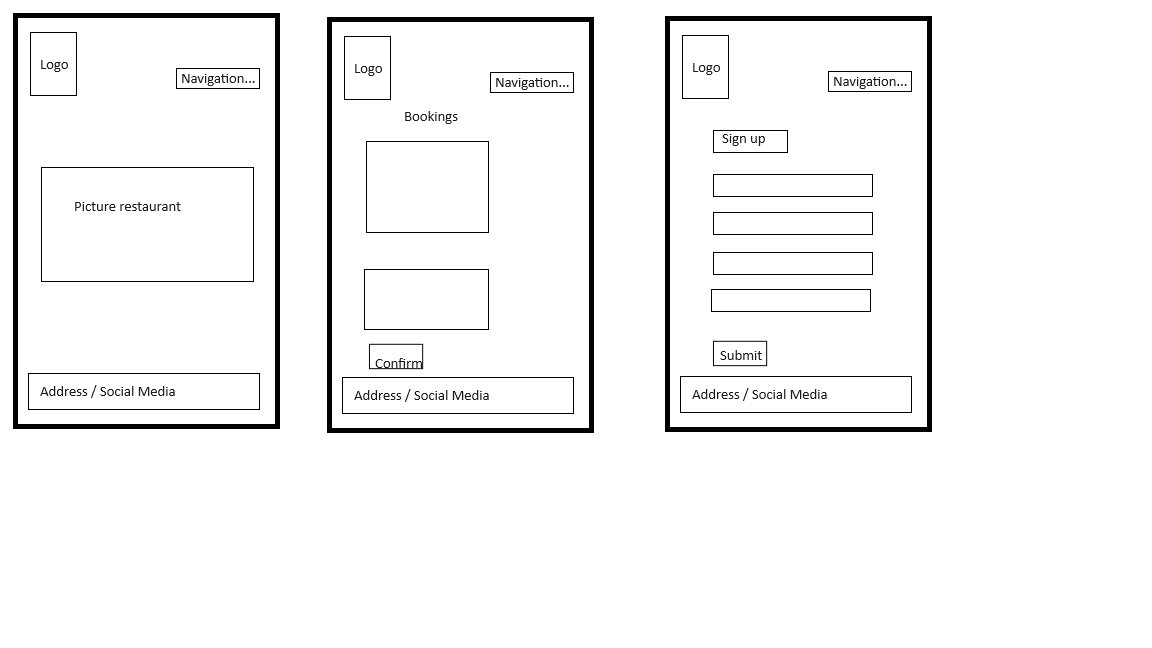 Logo
Navigation...
Picture restaurant
Address / Social Media
Logo
Navigation...
Bookings
Confirm
Address / Social Media
Logo
Navigation...
Sign up
Submit
Address / Social Media